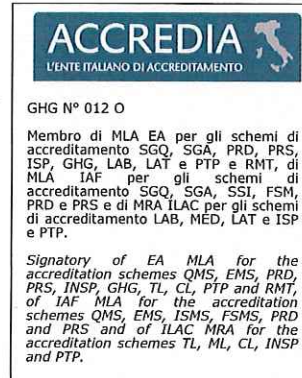 ACCREDIA
L'ENTE ITALIANO DI ACCREDITAMENTO
GHG N° 012 O
Membro di MLA EA per gli schemi di
accreditamento SGQ, SGA, PRD, PRS,
ISP, GHG, LAB, LAT e PTP e RMT, di
MLA IAF per gli schemi di
accreditamento SGQ, SGA, SSI, FSM,
PRD e PRS e di MRA ILAC per gli schemi
di accreditamento LAB, MED, LAT e ISP
e PTP.
Signatory of EA MLA for the
accreditation schemes QMS, EMS, PRD,
PRS, INSP, GHG, TL, CL, PTP and RMT,
of IAF MLA for the accreditation
schemes QMS, EMS, ISMS, FSMS, PRD
and PRS and of ILAC MRA for the
accreditation schemes TL, ML, CL, INSP
and PTP.